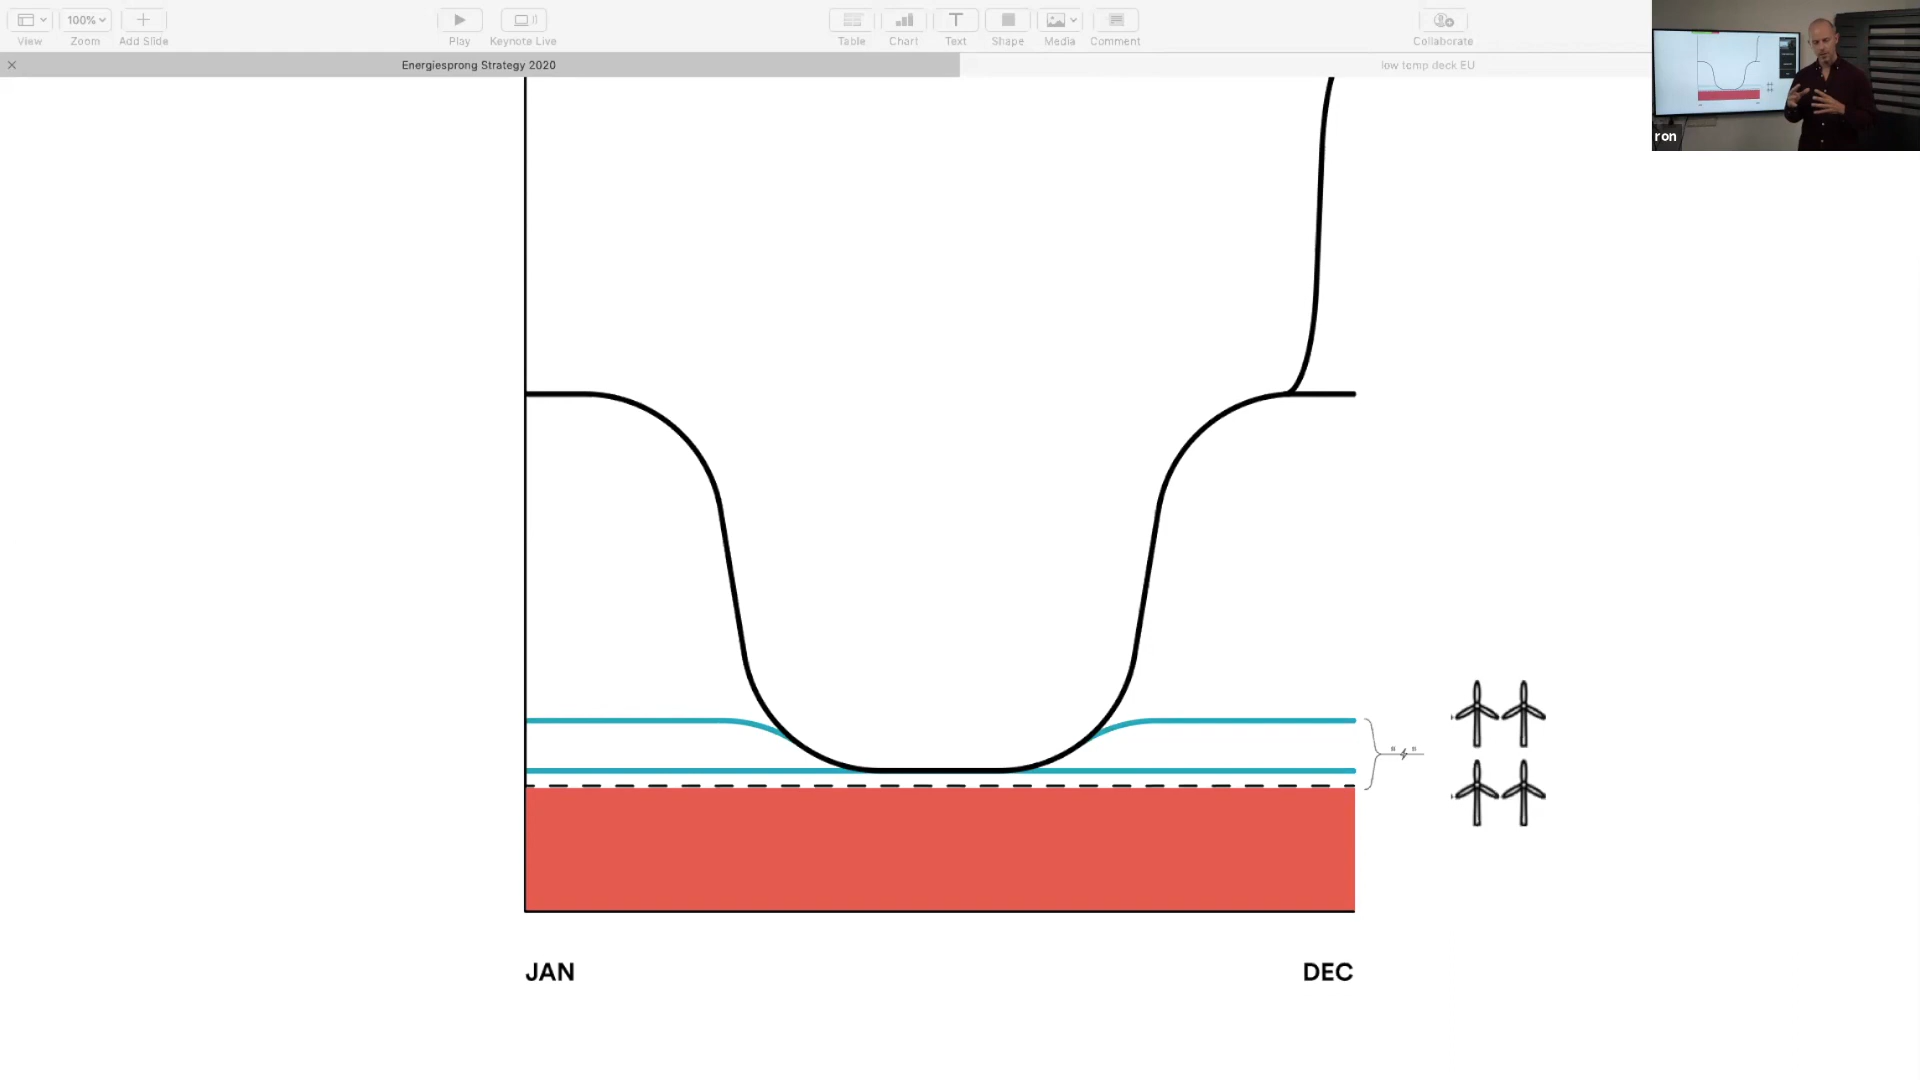 100%
View
Zoom
Add Slide
Play
Keynote Live
Table
Chart
Text
Shape
Media
Comment
Collaborate
Energiesprong Strategy 2020
low temp deck EU
ron
JAN
DEC